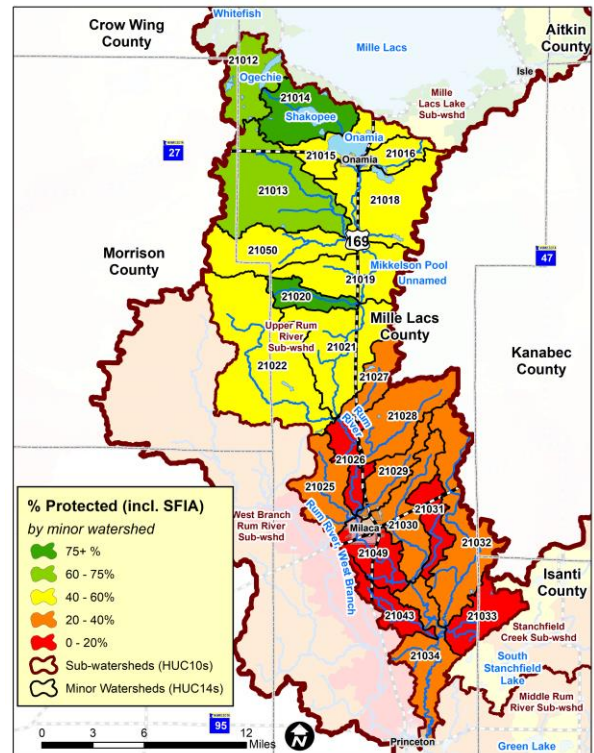 Crow Wing
County
Whitefish
Mille Lacs
Aitkin
County
Isle
21012
Ogechie
21014
Shakopee
Mille
Lacs Lake
Sub-wshd
Onamia
27
21015
Onamia
21016
21013
21018
169
Morrison
County
21050
Mikkelson Pool
Unnamed
47
21019
21020
Mille Lacs
County
Upper Rum
River
Sub-wshd
21021
21022
Kanabec
County
21027
21028
Rum
River
21026
21029
21025
21031
% Protected (incl. SFIA)
by minor watershed
75+ %
60 - 75%
40 - 60%
20 - 40%
0 - 20%
Sub-watersheds (HUC10s)
Minor Watersheds (HUC14s)
West Branch
Rum River
Sub-wshd
Rum River, West Branch
Milaca
21030
21032
21049
Isanti
County
21043
21033
Stanchfield
Creek Sub-wshd
21034
South
Stanchfield
Lake
Middle Rum
River Sub-wshd
95
0 3 6 12
Miles
N
Princeton
Green Lake